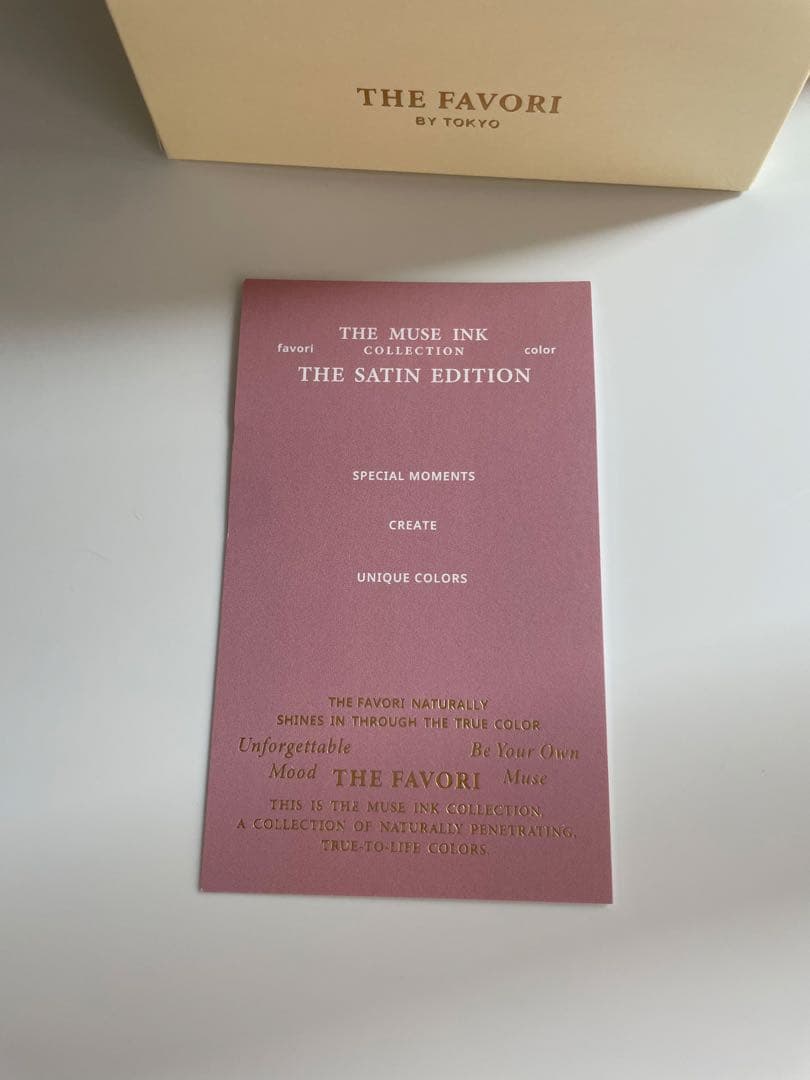 THE FAVORI
BY TOKYO
THE MUSE INK
favori COLLECTION color
THE SATIN EDITION
SPECIAL MOMENTS
CREATE
UNIQUE COLORS
THE FAVORI NATURALLY
SHINES IN THROUGH THE TRUE COLOR
Unforgettable Be Your Own
Mood THE FAVORI Muse
THIS IS THE MUSE INK COLLECTION,
A COLLECTION OF NATURALLY PENETRATING,
TRUE-TO-LIFE COLORS.